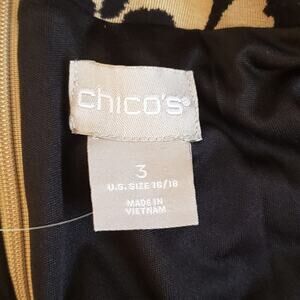 chico's®
3
U.S. SIZE 16/18
MADE IN
VIETNAM